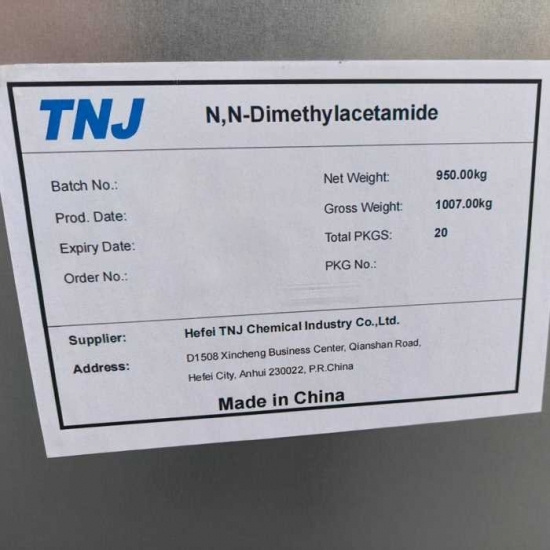 TNJ N,N-Dimethylacetamide
Batch No.: Net Weight: 950.00kg
Prod. Date: Gross Weight: 1007.00kg
Expiry Date: Total PKGS: 20
Order No.: PKG No.:
Supplier: Hefei TNJ Chemical Industry Co.,Ltd.
Address: D1508 Xincheng Business Center, Qianshan Road,
Hefei City, Anhui 230022, P.R.China
Made in China